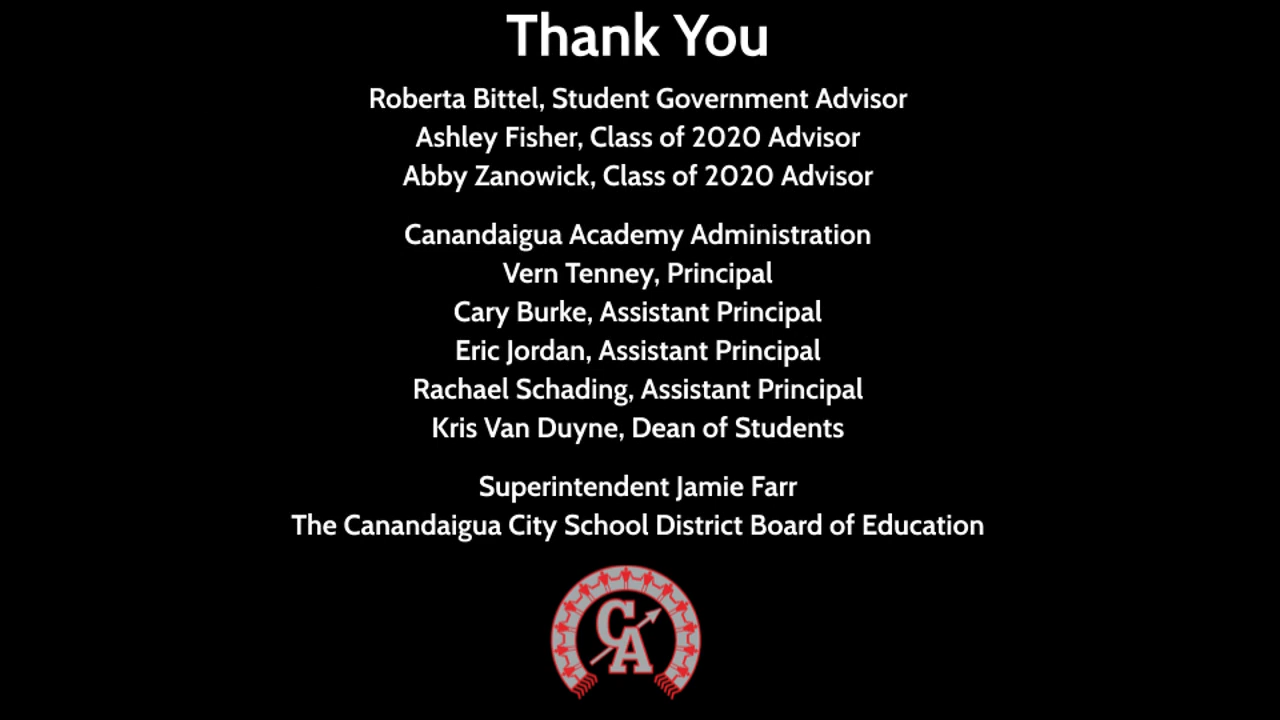 Thank You
Roberta Bittel, Student Government Advisor
Ashley Fisher, Class of 2020 Advisor
Abby Zanowick, Class of 2020 Advisor
Canandaigua Academy Administration
Vern Tenney, Principal
Cary Burke, Assistant Principal
Eric Jordan, Assistant Principal
Rachael Schading, Assistant Principal
Kris Van Duyne, Dean of Students
Superintendent Jamie Farr
The Canandaigua City School District Board of Education
CA